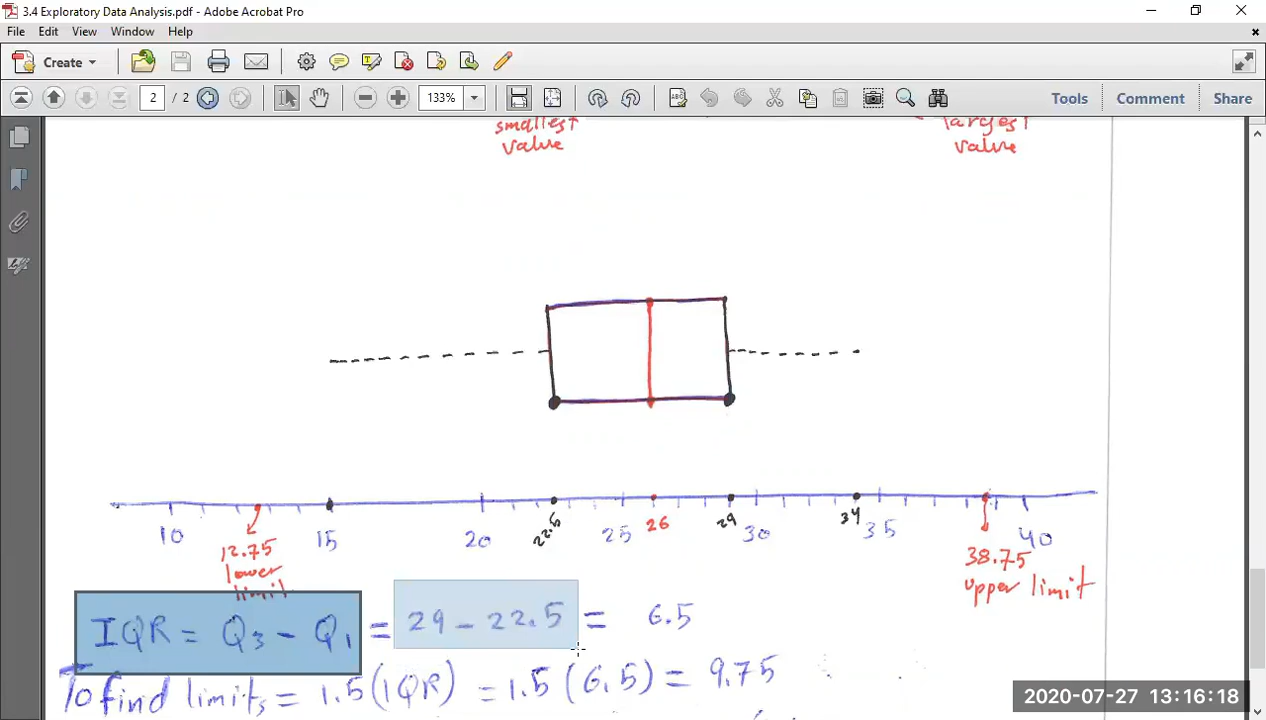 3.4 Exploratory Data Analysis.pdf - Adobe Acrobat Pro
File Edit View Window Help
Create
2 / 2 133% Tools Comment Share
smallest largest
value value
10 15 20 22.5 25 26 29 30 34 35 40
12.75 38.75
lower upper limit
limit
IQR = Q3 - Q1 = 29 - 22.5 = 6.5
To find limits = 1.5 (IQR) = 1.5 (6.5) = 9.75
2020-07-27 13:16:18